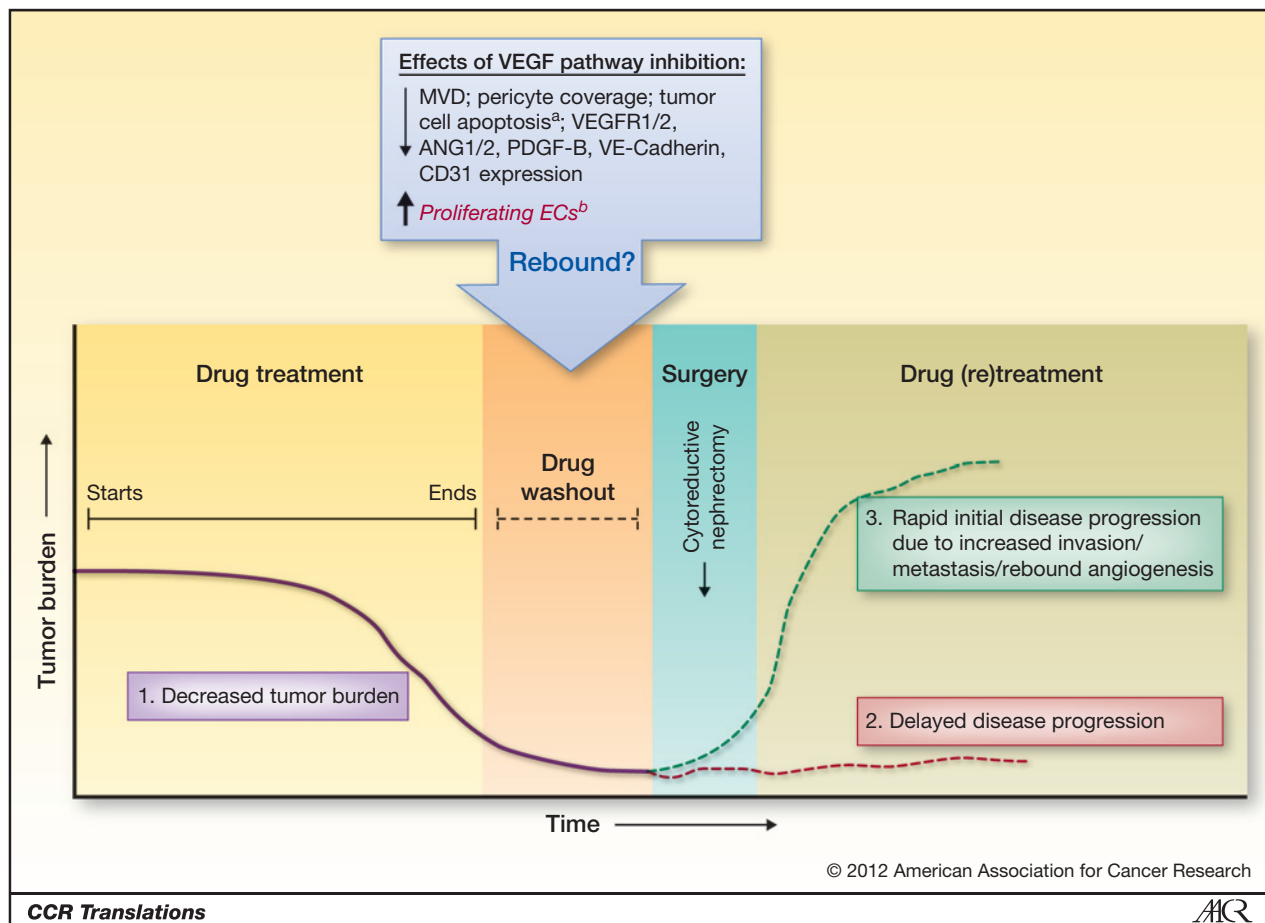 Effects of VEGF pathway inhibition:
MVD; pericyte coverage; tumor
cell apoptosisᵃ; VEGFR1/2,
ANG1/2, PDGF-B, VE-Cadherin,
CD31 expression
Proliferating ECsᵇ
Rebound?
Drug treatment
Surgery
Drug (re)treatment
Drug
washout
Starts
Ends
Cytoreductive
nephrectomy
Tumor burden
1. Decreased tumor burden
3. Rapid initial disease progression
due to increased invasion/
metastasis/rebound angiogenesis
2. Delayed disease progression
Time
© 2012 American Association for Cancer Research
CCR Translations
AACR